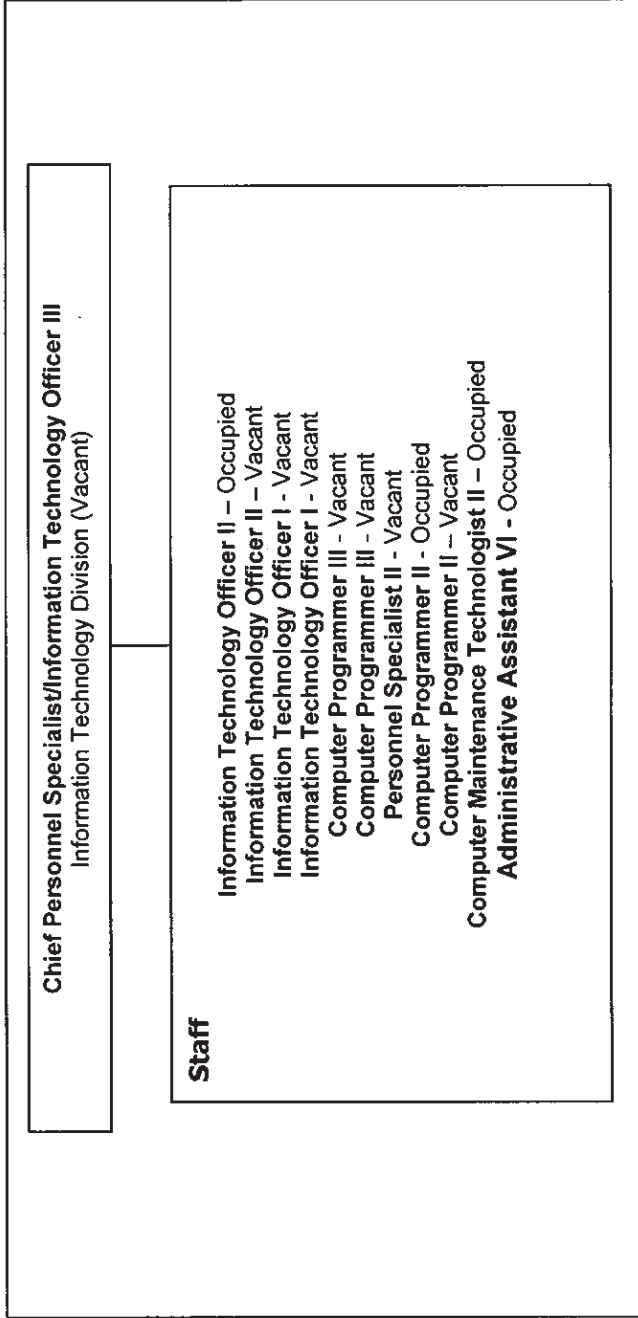 Chief Personnel Specialist/Information Technology Officer III
Information Technology Division (Vacant)
Staff
Information Technology Officer II – Occupied
Information Technology Officer II – Vacant
Information Technology Officer I - Vacant
Information Technology Officer I - Vacant
Computer Programmer III - Vacant
Computer Programmer III - Vacant
Personnel Specialist II - Vacant
Computer Programmer II - Occupied
Computer Programmer II – Vacant
Computer Maintenance Technologist II – Occupied
Administrative Assistant VI - Occupied